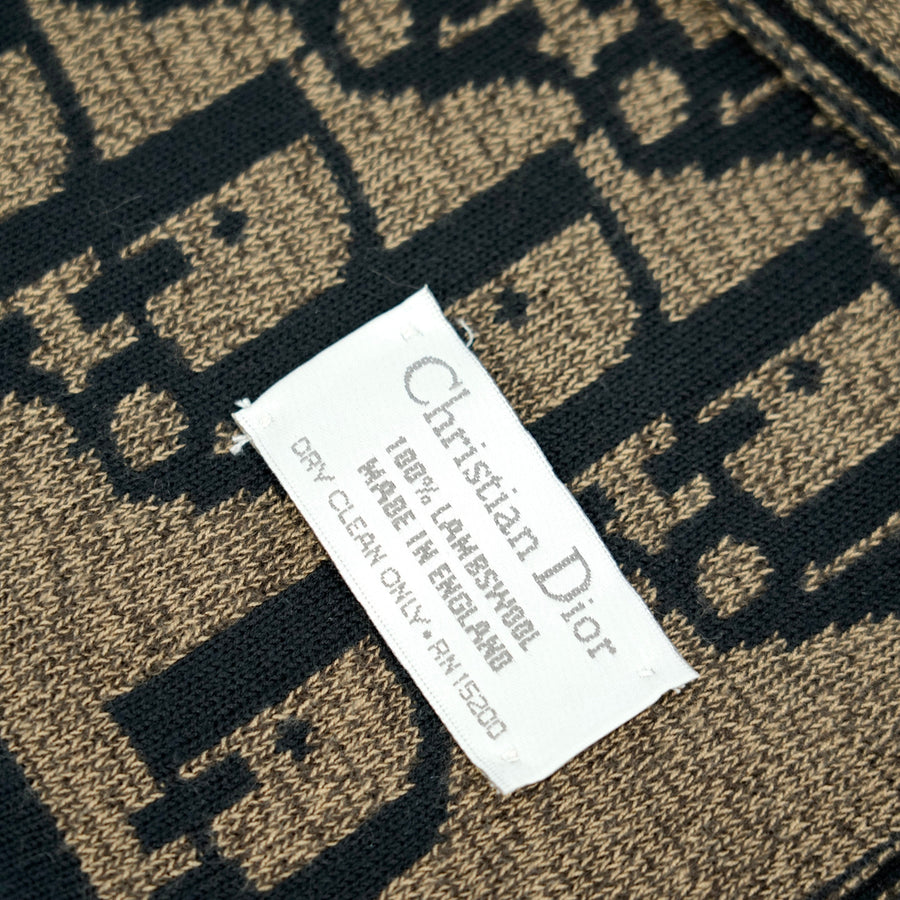 Christian Dior
100% LAMBSWOOL
MADE IN ENGLAND
DRY CLEAN ONLY • RN 15200